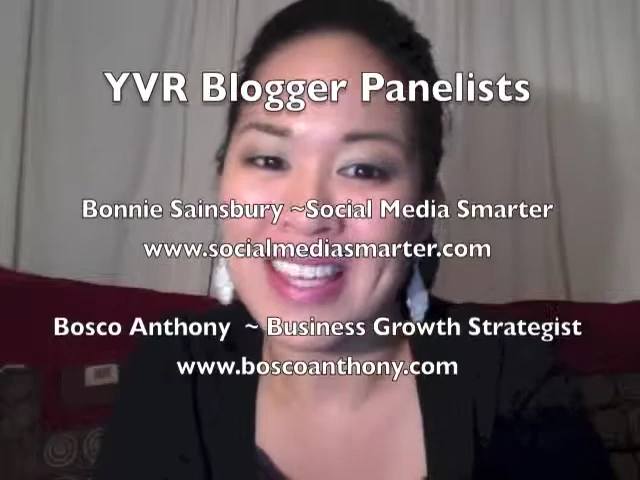 YVR Blogger Panelists
Bonnie Sainsbury ~Social Media Smarter
www.socialmediasmarter.com
Bosco Anthony ~ Business Growth Strategist
www.boscoanthony.com